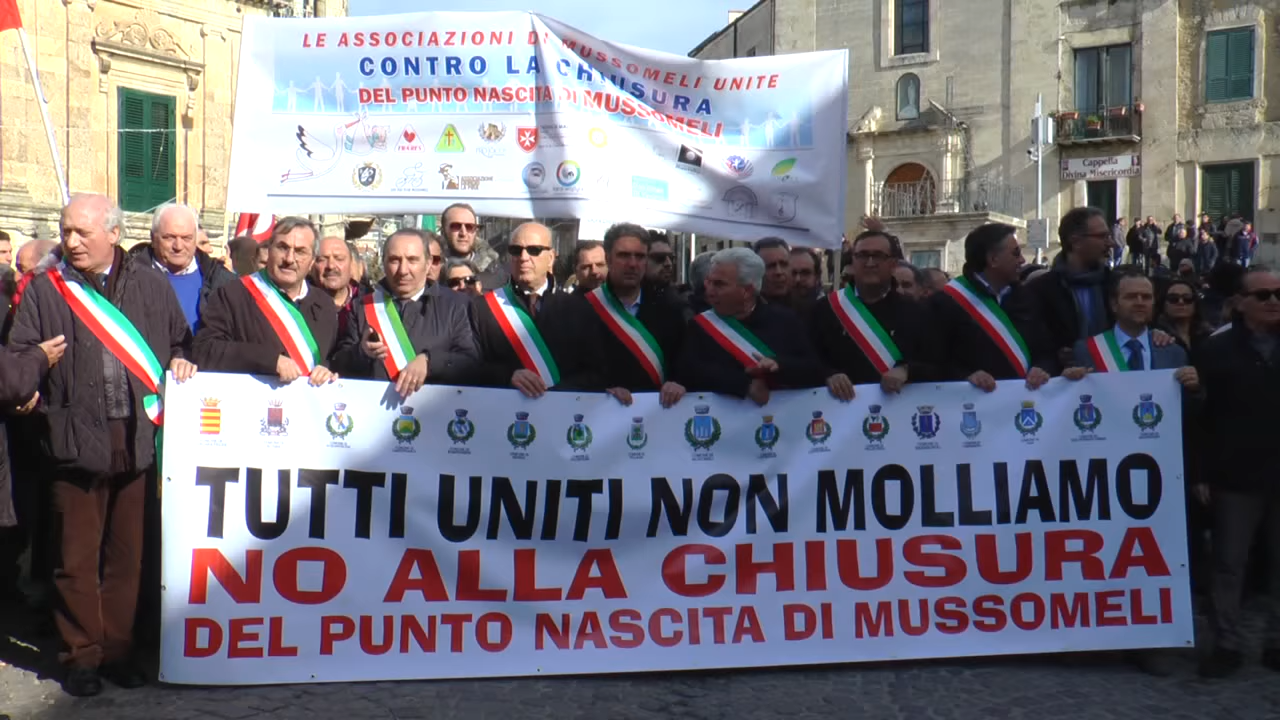 LE ASSOCIAZIONI DI MUSSOMELI UNITE
CONTRO LA CHIUSURA
DEL PUNTO NASCITA DI MUSSOMELI
Cappella
Divina Misericordia
TUTTI UNITI NON MOLLIAMO
NO ALLA CHIUSURA
DEL PUNTO NASCITA DI MUSSOMELI